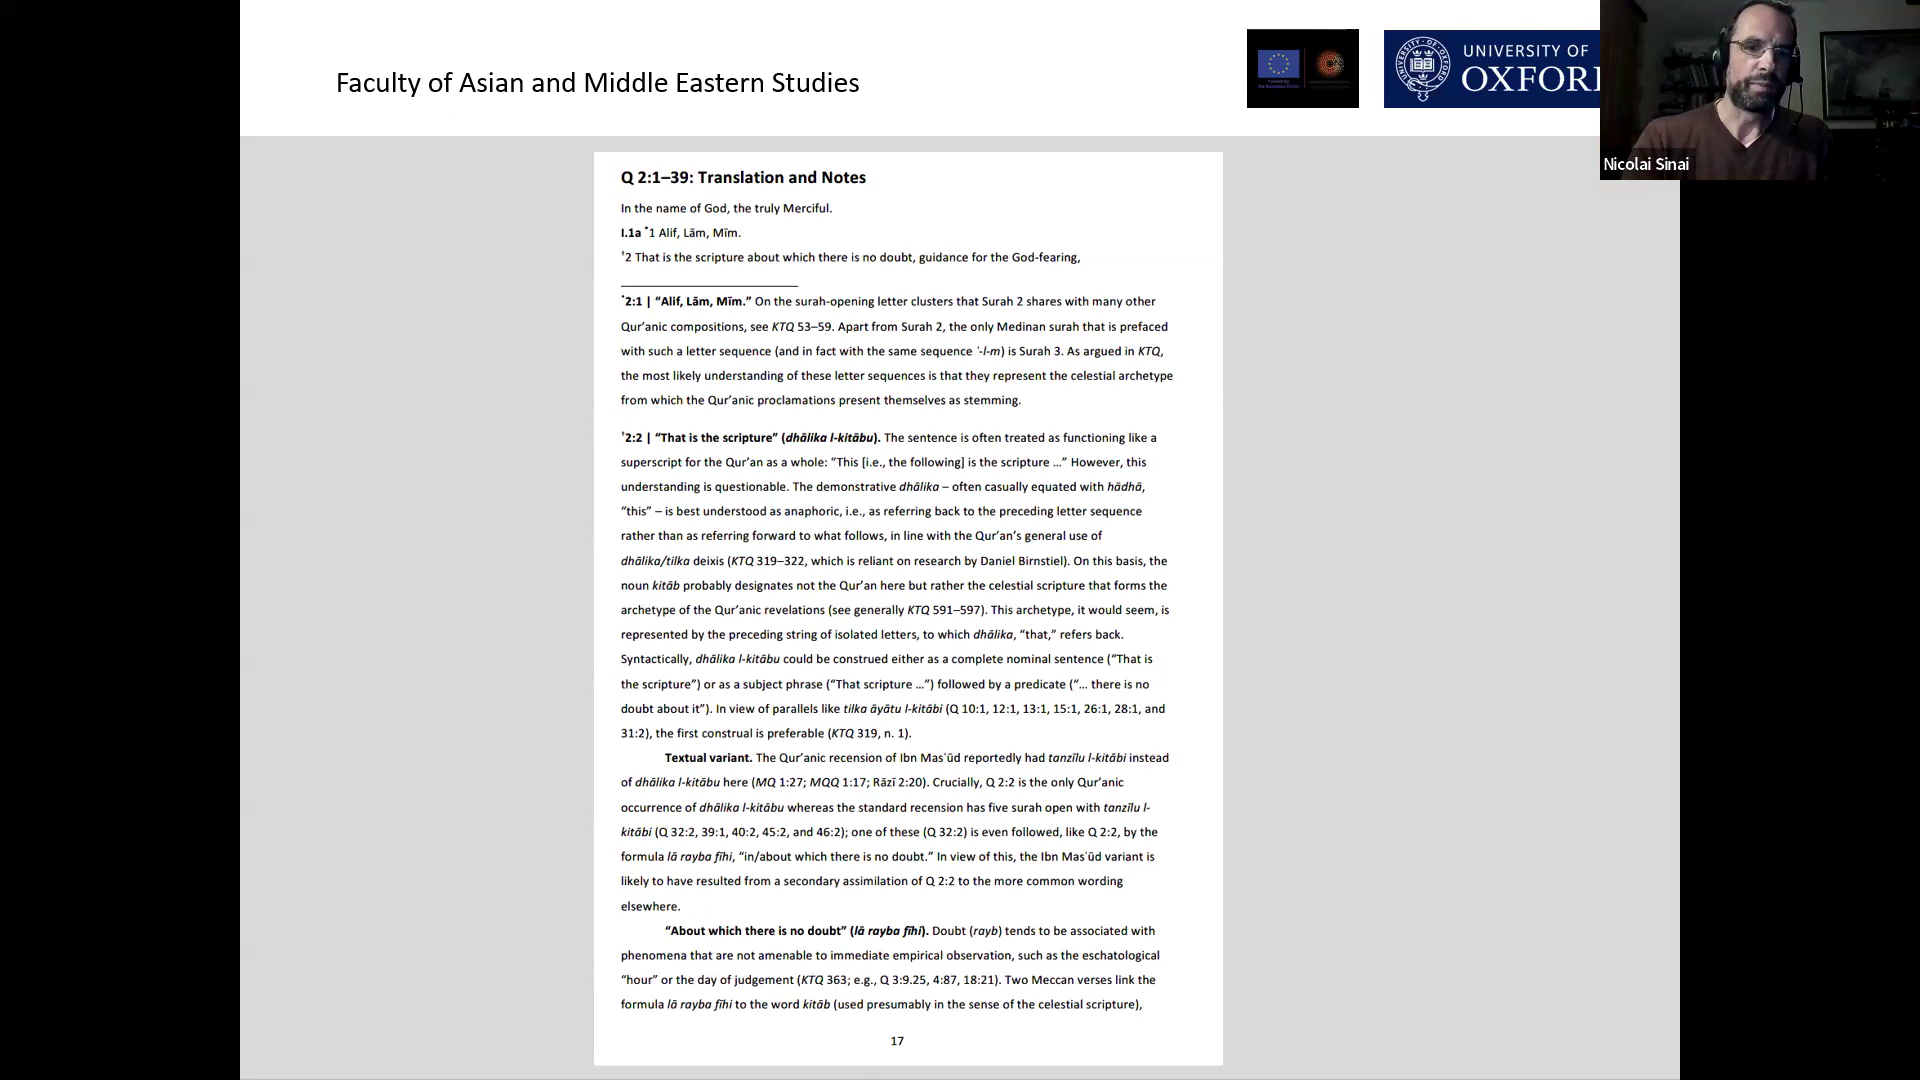 Faculty of Asian and Middle Eastern Studies
UNIVERSITY OF
OXFOR
Nicolai Sinai
Q 2:1–39: Translation and Notes
In the name of God, the truly Merciful.
I.1a *1 Alif, Lām, Mīm.
†2 That is the scripture about which there is no doubt, guidance for the God-fearing,
*2:1 | “Alif, Lām, Mīm.” On the surah-opening letter clusters that Surah 2 shares with many other
Qurʾanic compositions, see KTQ 53–59. Apart from Surah 2, the only Medinan surah that is prefaced
with such a letter sequence (and in fact with the same sequence ʾ-l-m) is Surah 3. As argued in KTQ,
the most likely understanding of these letter sequences is that they represent the celestial archetype
from which the Qurʾanic proclamations present themselves as stemming.
†2:2 | “That is the scripture” (dhālika l-kitābu). The sentence is often treated as functioning like a
superscript for the Qurʾan as a whole: “This [i.e., the following] is the scripture …” However, this
understanding is questionable. The demonstrative dhālika – often casually equated with hādhā,
“this” – is best understood as anaphoric, i.e., as referring back to the preceding letter sequence
rather than as referring forward to what follows, in line with the Qurʾan’s general use of
dhālika/tilka deixis (KTQ 319–322, which is reliant on research by Daniel Birnstiel). On this basis, the
noun kitāb probably designates not the Qurʾan here but rather the celestial scripture that forms the
archetype of the Qurʾanic revelations (see generally KTQ 591–597). This archetype, it would seem, is
represented by the preceding string of isolated letters, to which dhālika, “that,” refers back.
Syntactically, dhālika l-kitābu could be construed either as a complete nominal sentence (“That is
the scripture”) or as a subject phrase (“That scripture …”) followed by a predicate (“… there is no
doubt about it”). In view of parallels like tilka āyātu l-kitābi (Q 10:1, 12:1, 13:1, 15:1, 26:1, 28:1, and
31:2), the first construal is preferable (KTQ 319, n. 1).
Textual variant. The Qurʾanic recension of Ibn Masʿūd reportedly had tanzīlu l-kitābi instead
of dhālika l-kitābu here (MQ 1:27; MQQ 1:17; Rāzī 2:20). Crucially, Q 2:2 is the only Qurʾanic
occurrence of dhālika l-kitābu whereas the standard recension has five surah open with tanzīlu l-
kitābi (Q 32:2, 39:1, 40:2, 45:2, and 46:2); one of these (Q 32:2) is even followed, like Q 2:2, by the
formula lā rayba fīhi, “in/about which there is no doubt.” In view of this, the Ibn Masʿūd variant is
likely to have resulted from a secondary assimilation of Q 2:2 to the more common wording
elsewhere.
“About which there is no doubt” (lā rayba fīhi). Doubt (rayb) tends to be associated with
phenomena that are not amenable to immediate empirical observation, such as the eschatological
“hour” or the day of judgement (KTQ 363; e.g., Q 3:9.25, 4:87, 18:21). Two Meccan verses link the
formula lā rayba fīhi to the word kitāb (used presumably in the sense of the celestial scripture),
17